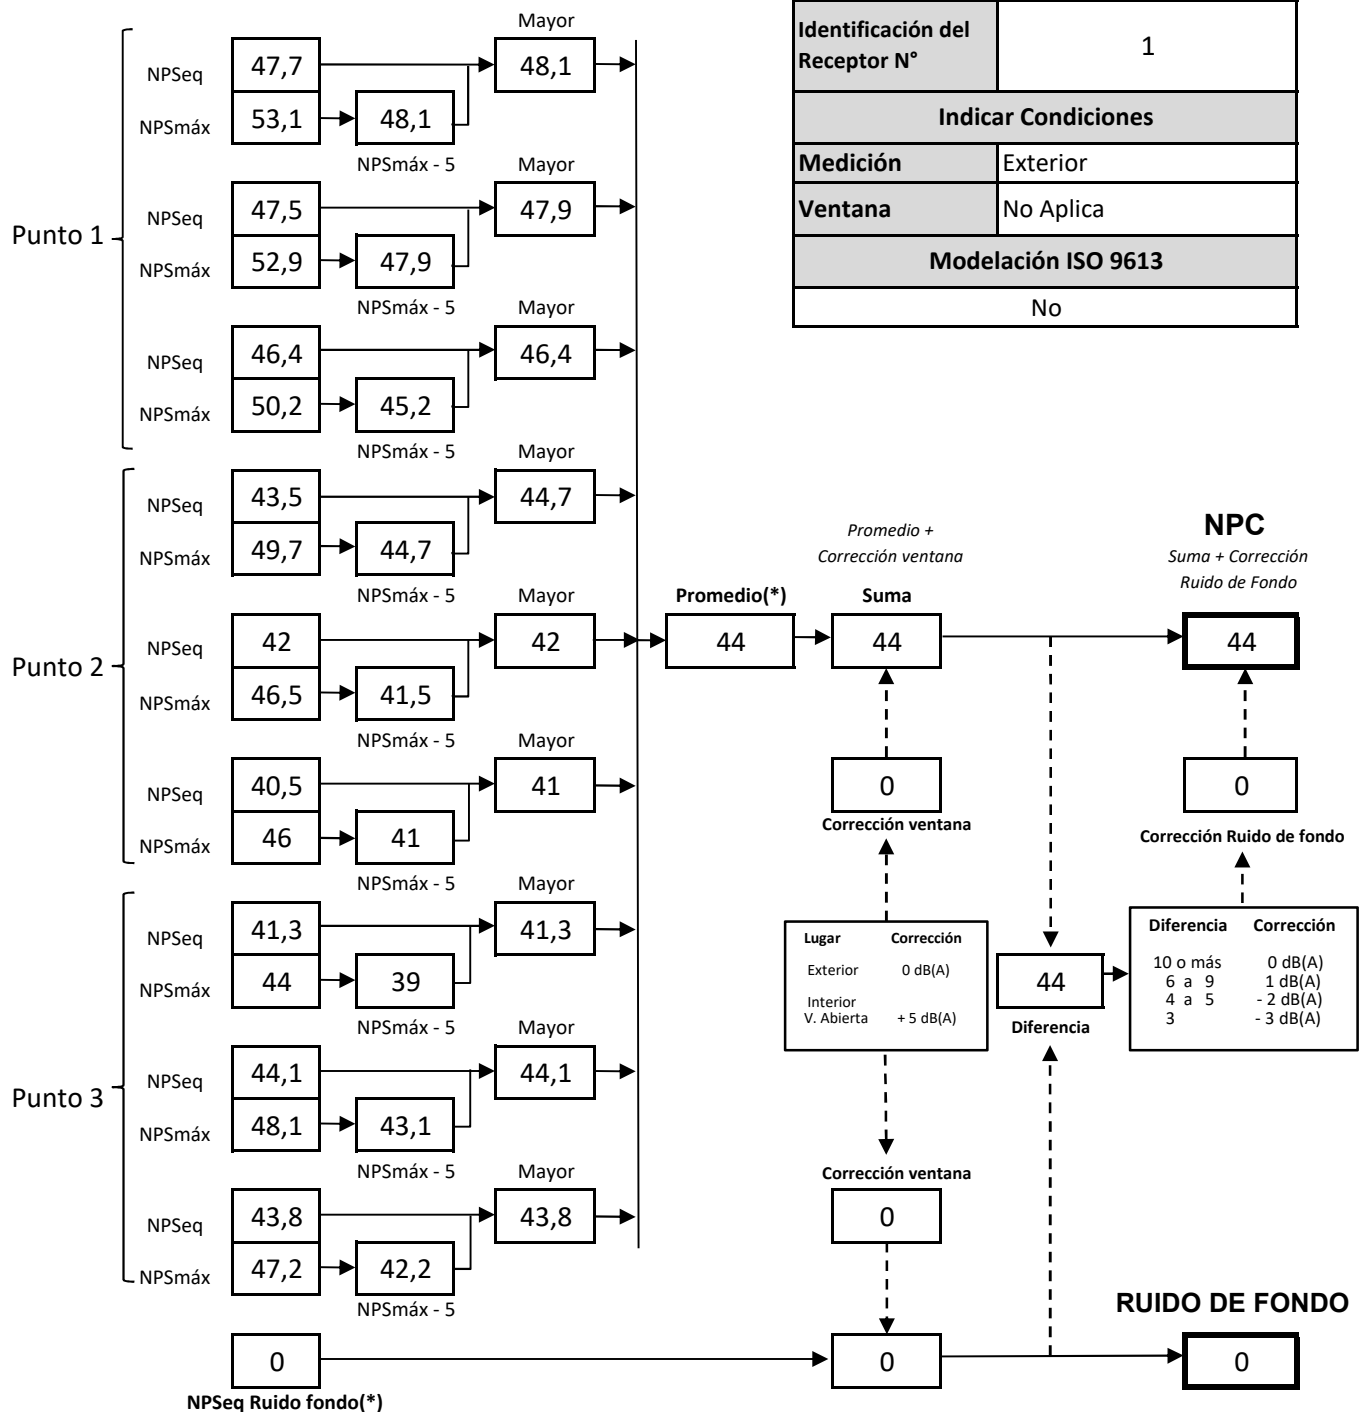 Identificación del Receptor N° 1
Indicar Condiciones
Medición Exterior
Ventana No Aplica
Modelación ISO 9613
No
Punto 1
Mayor
NPSeq 47,7 48,1
NPSmáx 53,1 48,1
NPSmáx - 5
Mayor
NPSeq 47,5 47,9
NPSmáx 52,9 47,9
NPSmáx - 5
Mayor
NPSeq 46,4 46,4
NPSmáx 50,2 45,2
NPSmáx - 5
Punto 2
Mayor
NPSeq 43,5 44,7
NPSmáx 49,7 44,7
NPSmáx - 5
Mayor
NPSeq 42 42
NPSmáx 46,5 41,5
NPSmáx - 5
Mayor
NPSeq 40,5 41
NPSmáx 46 41
NPSmáx - 5
Punto 3
Mayor
NPSeq 41,3 41,3
NPSmáx 44 39
NPSmáx - 5
Mayor
NPSeq 44,1 44,1
NPSmáx 48,1 43,1
NPSmáx - 5
Mayor
NPSeq 43,8 43,8
NPSmáx 47,2 42,2
NPSmáx - 5
Promedio(*)
44
Promedio +
Corrección ventana
Suma
44
NPC
Suma + Corrección
Ruido de Fondo
44
0
Corrección ventana
0
Corrección Ruido de fondo
Lugar Corrección
Exterior 0 dB(A)
Interior
V. Abierta + 5 dB(A)
44
Diferencia
Diferencia Corrección
10 o más 0 dB(A)
6 a 9 1 dB(A)
4 a 5 - 2 dB(A)
3 - 3 dB(A)
Corrección ventana
0
RUIDO DE FONDO
0 0 0
NPSeq Ruido fondo(*)